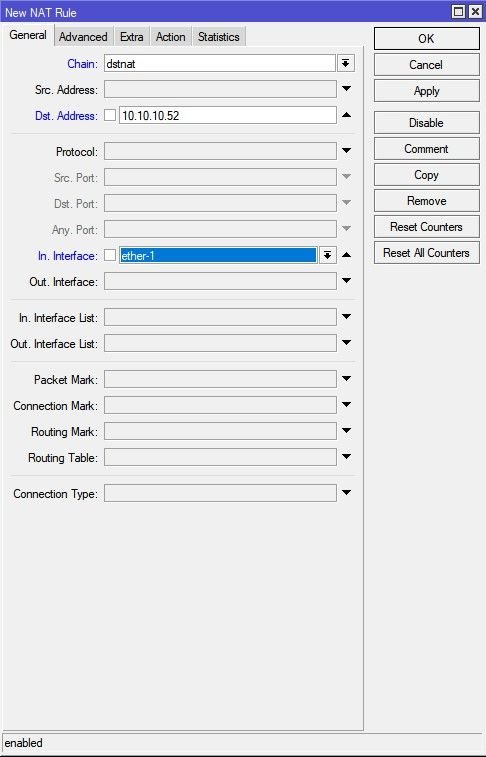 New NAT Rule
General Advanced Extra Action Statistics
OK
Chain: dstnat
Cancel
Src. Address:
Apply
Dst. Address: 10.10.10.52
Disable
Protocol:
Comment
Src. Port:
Copy
Dst. Port:
Remove
Any. Port:
Reset Counters
In. Interface: ether-1
Reset All Counters
Out. Interface:
In. Interface List:
Out. Interface List:
Packet Mark:
Connection Mark:
Routing Mark:
Routing Table:
Connection Type:
enabled